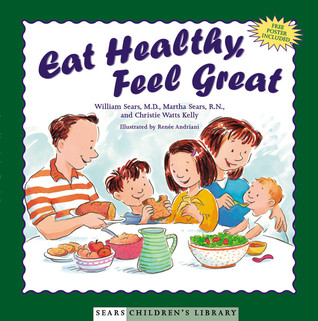 Eat Healthy,
Feel Great
FREE
POSTER
INCLUDED
William Sears, M.D., Martha Sears, R.N.,
and Christie Watts Kelly
Illustrated by Renée Andriani
SEARS CHILDREN'S LIBRARY